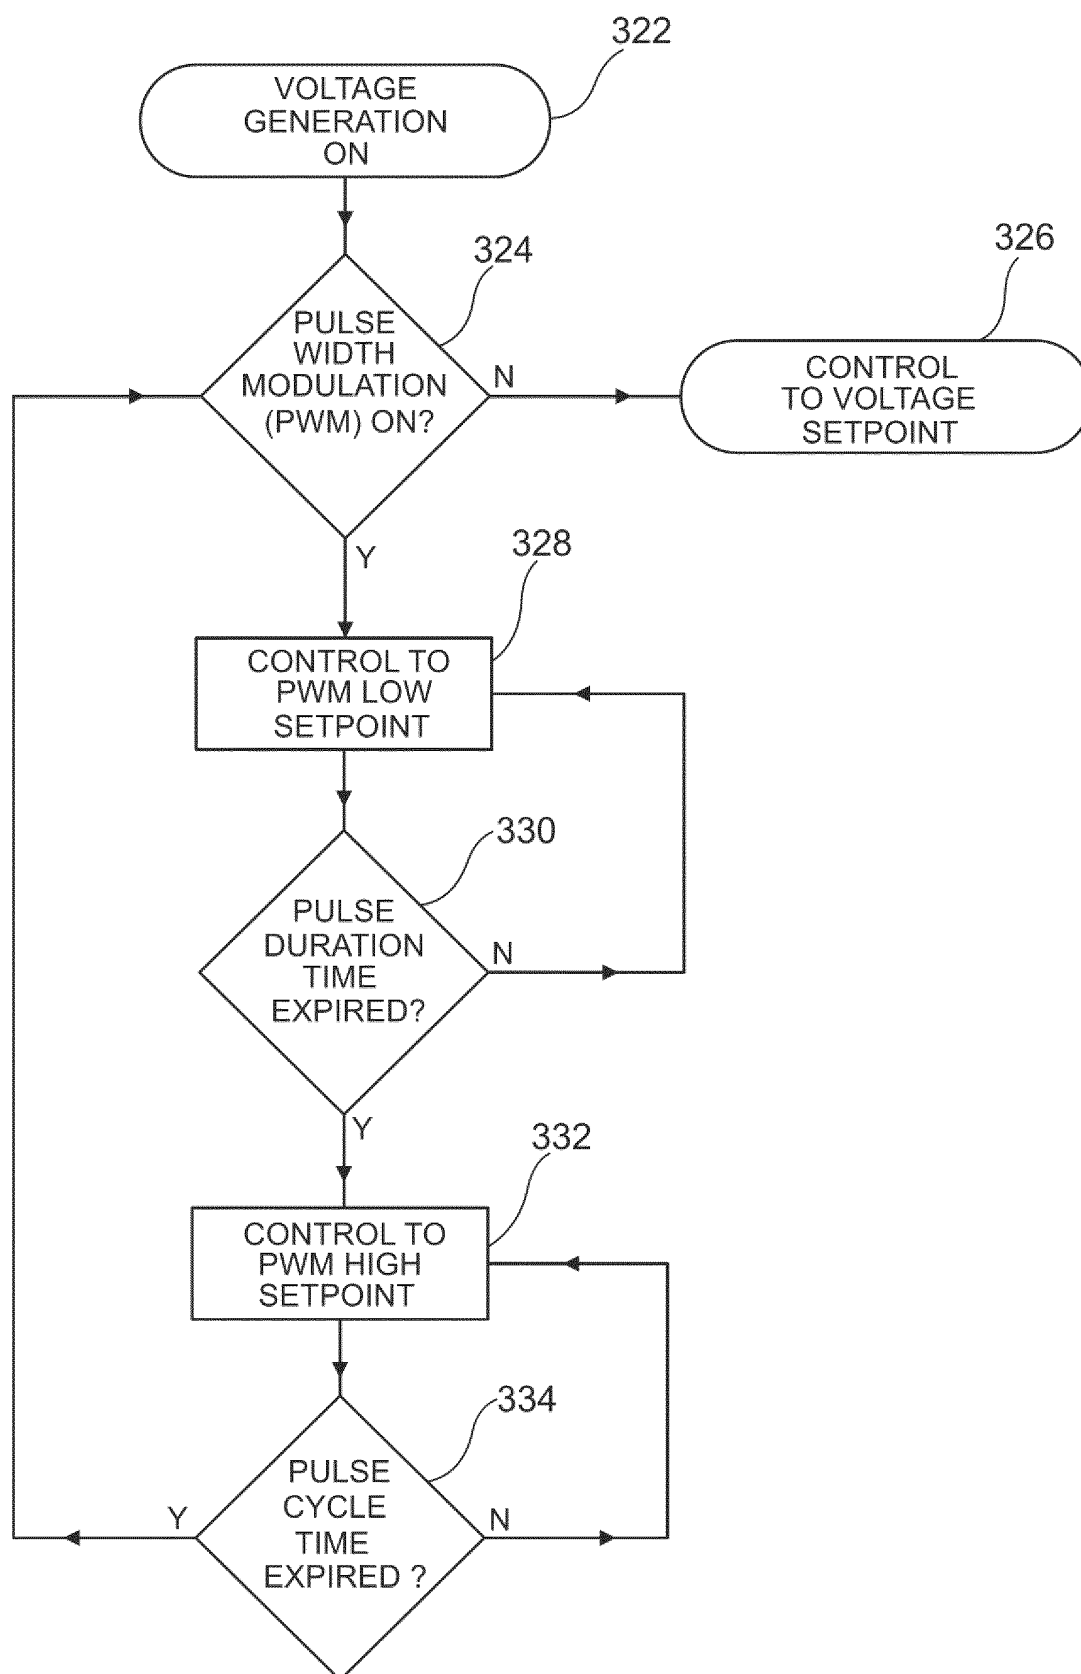 322
VOLTAGE
GENERATION
ON
324
PULSE
WIDTH
MODULATION
(PWM) ON?
N
326
CONTROL
TO VOLTAGE
SETPOINT
Y
328
CONTROL TO
PWM LOW
SETPOINT
330
PULSE
DURATION
TIME
EXPIRED?
N
Y
332
CONTROL TO
PWM HIGH
SETPOINT
334
PULSE
CYCLE
TIME
EXPIRED ?
Y
N